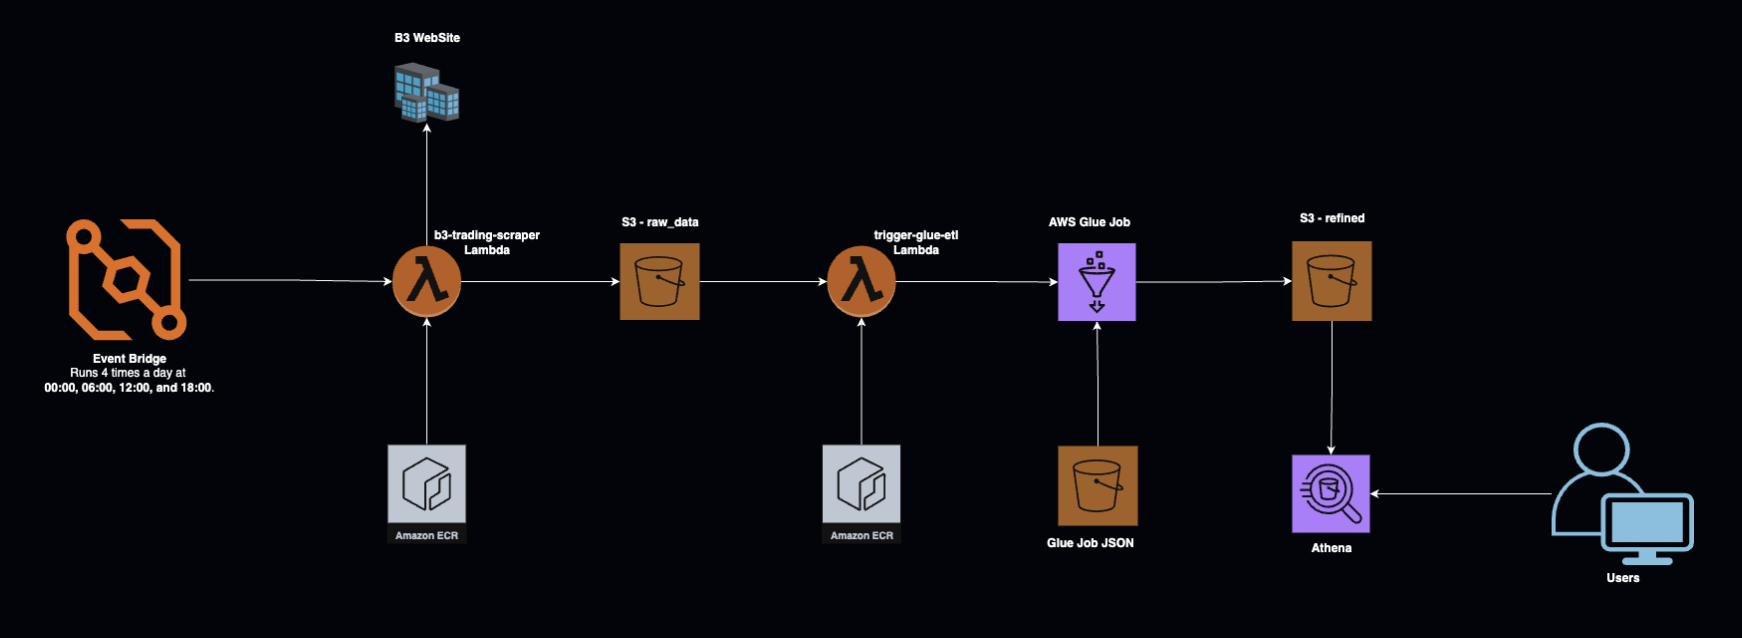 B3 WebSite
b3-trading-scraper
Lambda
S3 - raw_data
trigger-glue-etl
Lambda
AWS Glue Job
S3 - refined
Event Bridge
Runs 4 times a day at
00:00, 06:00, 12:00, and 18:00.
Amazon ECR
Amazon ECR
Glue Job JSON
Athena
Users